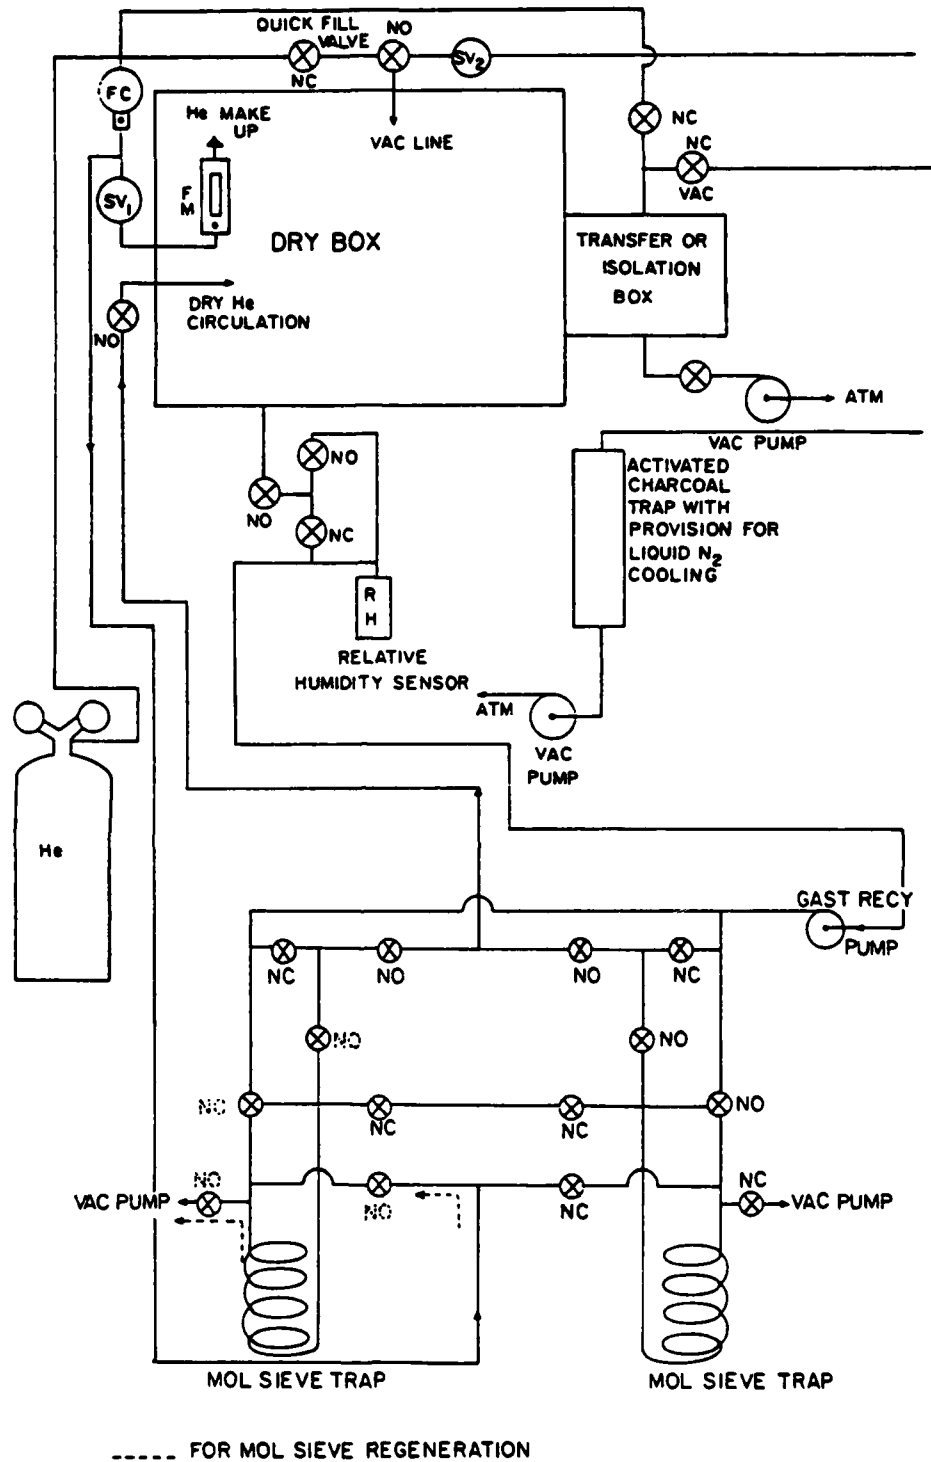 QUICK FILL
VALVE
NO
NC
SV2
FC
He MAKE
UP
VAC LINE
NC
NC
VAC
SV1
F
M
DRY BOX
TRANSFER OR
ISOLATION
BOX
DRY He
CIRCULATION
NO
ATM
VAC PUMP
NO
NO
NC
ACTIVATED
CHARCOAL
TRAP WITH
PROVISION FOR
LIQUID N2
COOLING
R
H
RELATIVE
HUMIDITY SENSOR
ATM
VAC
PUMP
He
GAST RECY
PUMP
NC
NO
NO
NC
NO
NO
NO
NC
NC
NO
NO
NC
VAC PUMP
NO
NC
VAC PUMP
MOL SIEVE TRAP
MOL SIEVE TRAP
FOR MOL SIEVE REGENERATION